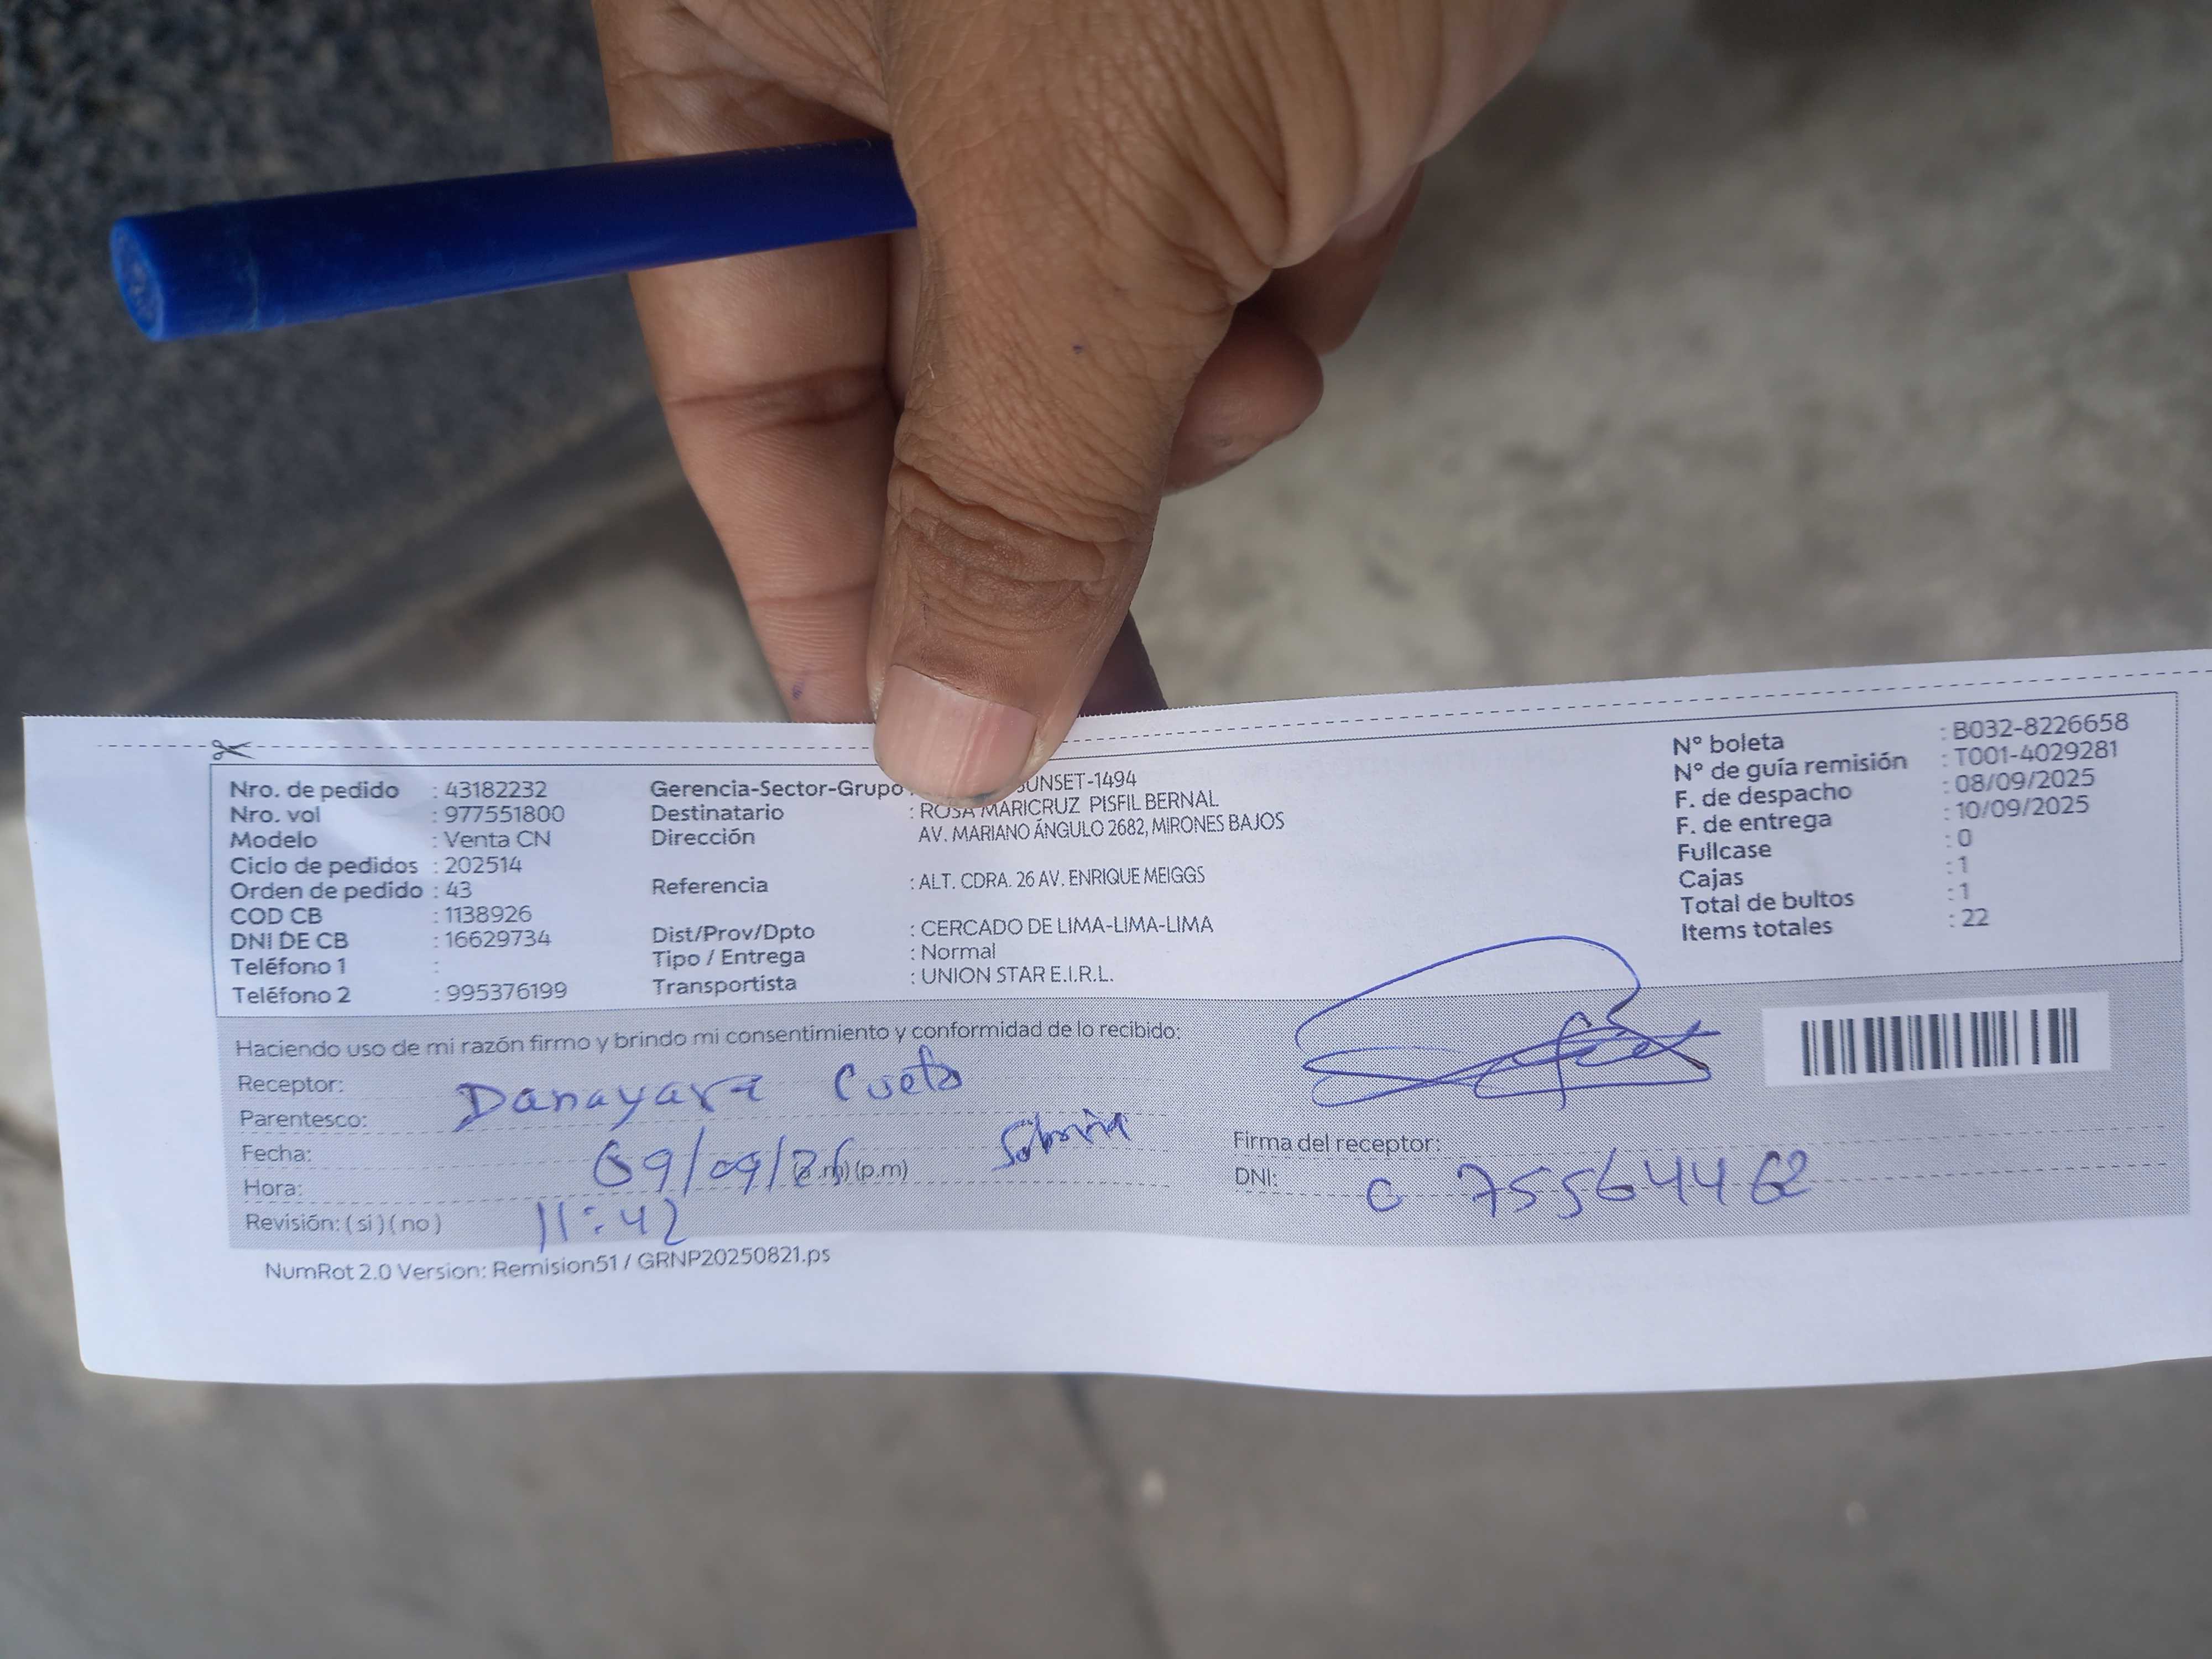 Nro. de pedido : 43182232
Nro. vol : 977551800
Modelo : Venta CN
Ciclo de pedidos : 202514
Orden de pedido : 43
COD CB : 1138926
DNI DE CB : 16629734
Teléfono 1 :
Teléfono 2 : 995376199
Gerencia-Sector-Grupo : SUNSET-1494
Destinatario : ROSA MARICRUZ PISFIL BERNAL
Dirección AV. MARIANO ÁNGULO 2682, MIRONES BAJOS
Referencia : ALT. CDRA. 26 AV. ENRIQUE MEIGGS
Dist/Prov/Dpto : CERCADO DE LIMA-LIMA-LIMA
Tipo / Entrega : Normal
Transportista : UNION STAR E.I.R.L.
N° boleta : B032-8226658
N° de guía remisión : T001-4029281
F. de despacho : 08/09/2025
F. de entrega : 10/09/2025
Fullcase : 0
Cajas : 1
Total de bultos : 1
Items totales : 22
Haciendo uso de mi razón firmo y brindo mi consentimiento y conformidad de lo recibido:
Receptor: Danayara Cueto
Parentesco: Sobrina
Fecha: 09/09/25
Hora: 11:42 (a.m) (p.m)
Revisión: ( si ) ( no )
Firma del receptor:
DNI: 75564462
NumRot 2.0 Version: Remision51 / GRNP20250821.ps